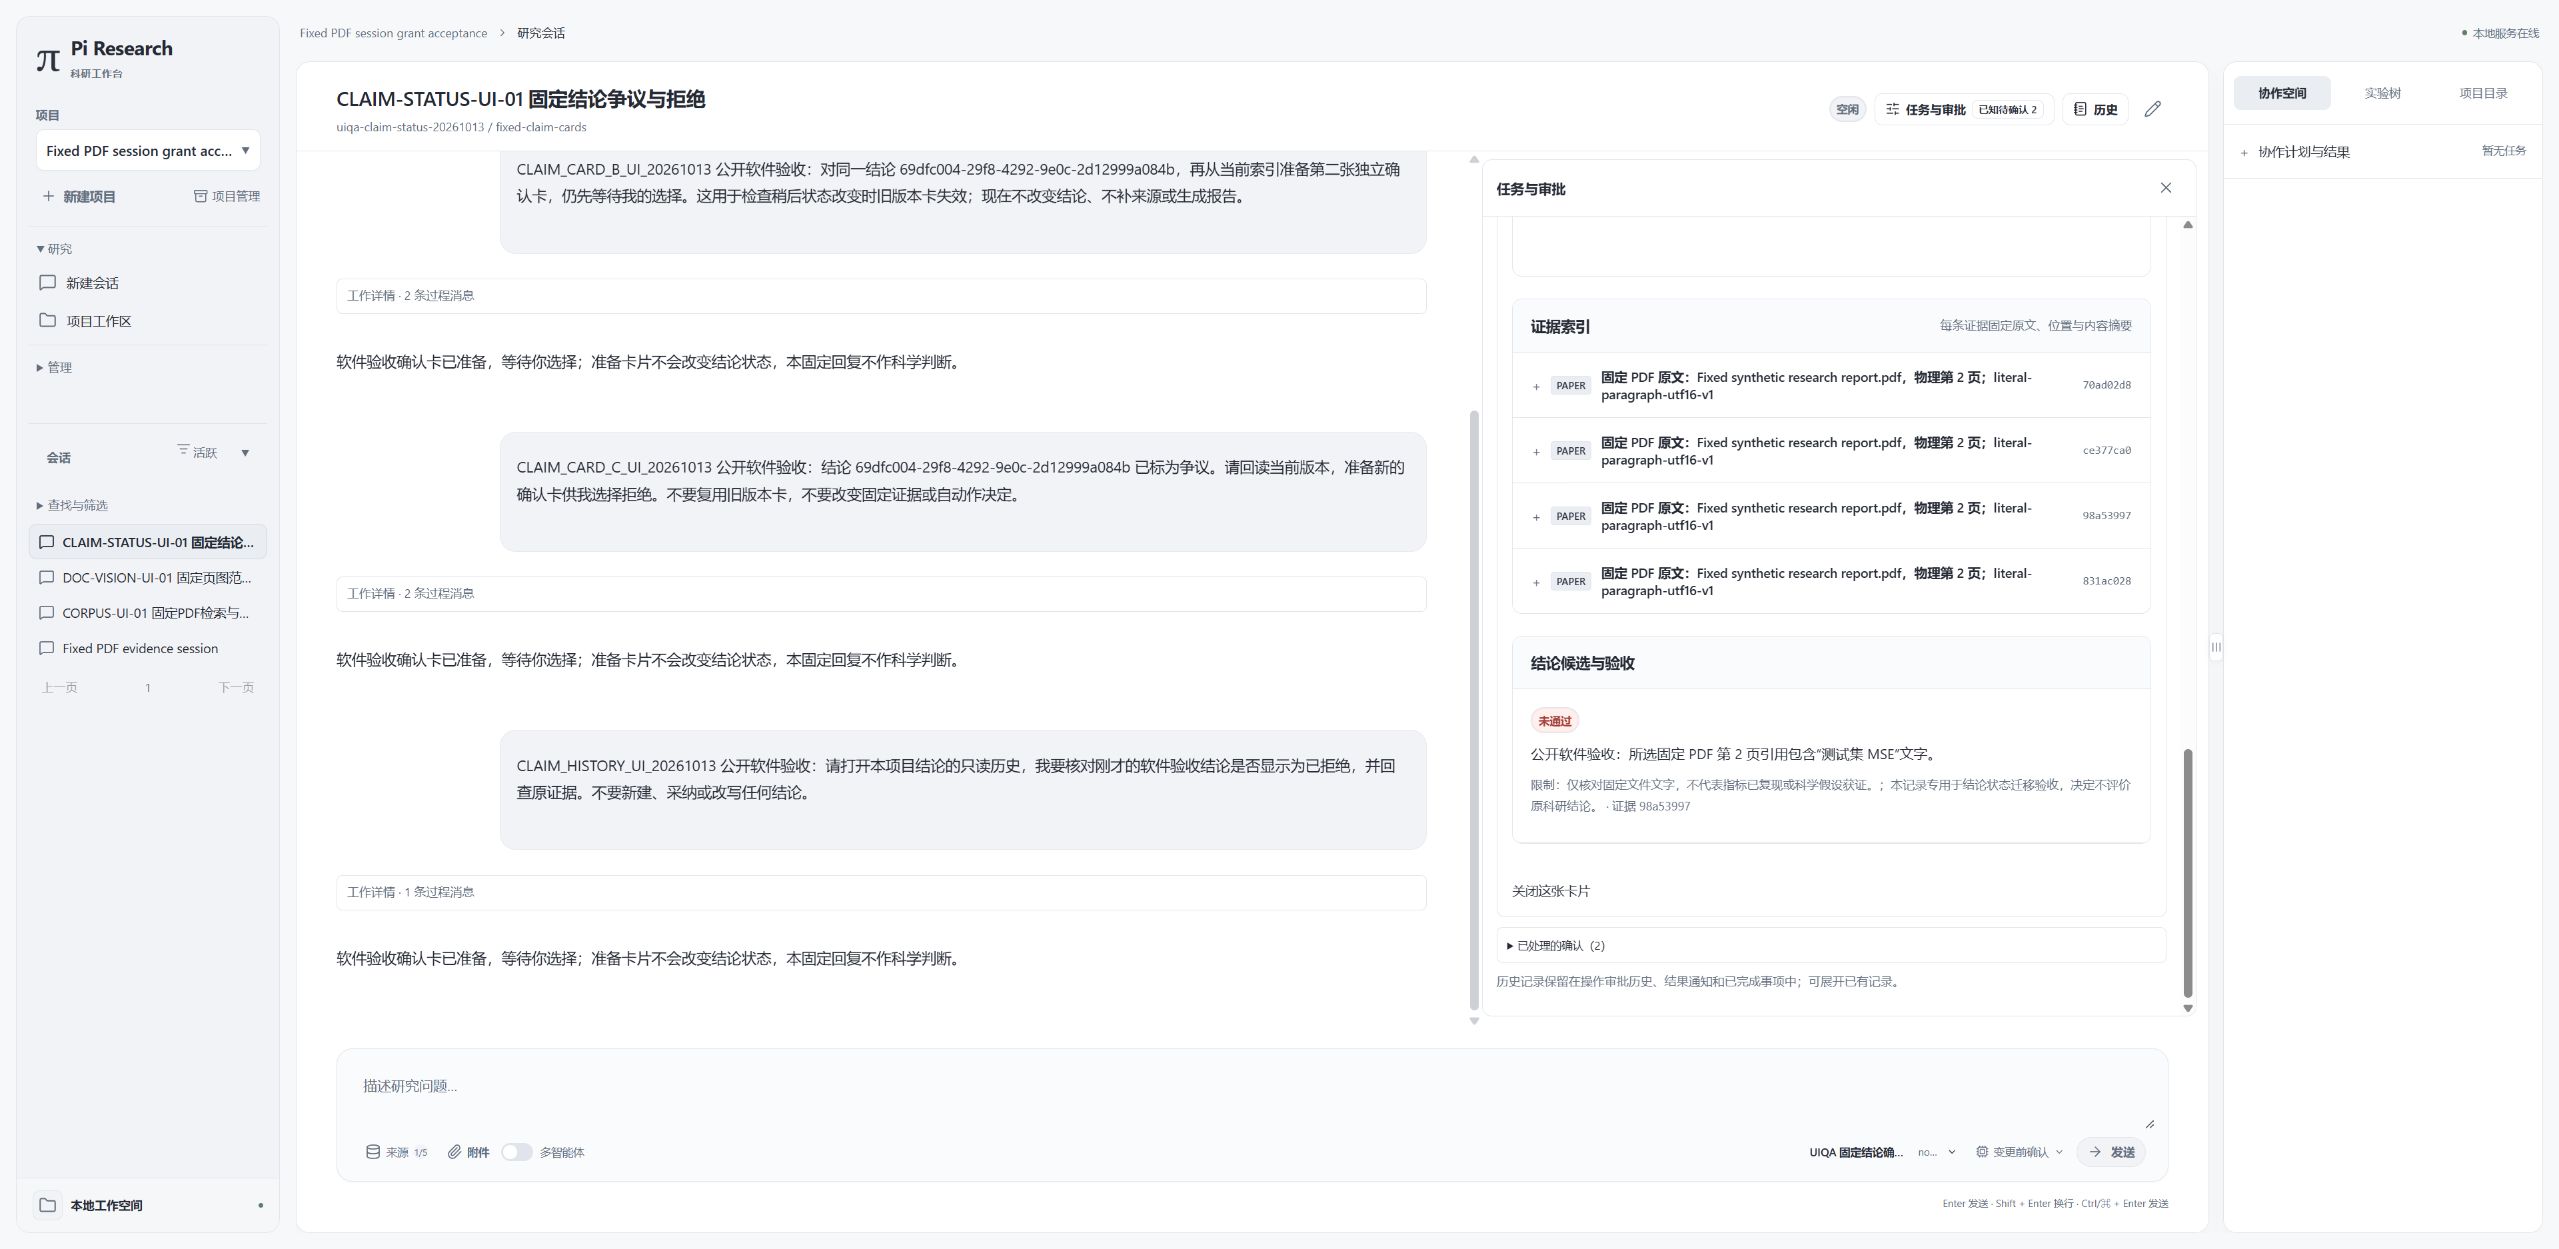 Pi Research
科研工作台
项目
Fixed PDF session grant acc...
新建项目
项目管理
研究
新建会话
项目工作区
管理
会话
活跃
查找与筛选
CLAIM-STATUS-UI-01 固定结论...
DOC-VISION-UI-01 固定页图范...
CORPUS-UI-01 固定PDF检索与...
Fixed PDF evidence session
上一页
1
下一页
本地工作空间
Fixed PDF session grant acceptance > 研究会话
本地服务在线
CLAIM-STATUS-UI-01 固定结论争议与拒绝
uiqa-claim-status-20261013 / fixed-claim-cards
空闲
任务与审批
已知待确认 2
历史
CLAIM_CARD_B_UI_20261013 公开软件验收：对同一结论 69dfc004-29f8-4292-9e0c-2d12999a084b，再从当前索引准备第二张独立确
认卡，仍先等待我的选择。这用于检查稍后状态改变时旧版本卡失效；现在不改变结论、不补来源或生成报告。
工作详情 · 2 条过程消息
软件验收确认卡已准备，等待你选择；准备卡片不会改变结论状态，本固定回复不作科学判断。
CLAIM_CARD_C_UI_20261013 公开软件验收：结论 69dfc004-29f8-4292-9e0c-2d12999a084b 已标为争议。请回读当前版本，准备新的
确认卡供我选择拒绝。不要复用旧版本卡，不要改变固定证据或自动作决定。
工作详情 · 2 条过程消息
软件验收确认卡已准备，等待你选择；准备卡片不会改变结论状态，本固定回复不作科学判断。
CLAIM_HISTORY_UI_20261013 公开软件验收：请打开本项目结论的只读历史，我要核对刚才的软件验收结论是否显示为已拒绝，并回
查原证据。不要新建、采纳或改写任何结论。
工作详情 · 1 条过程消息
软件验收确认卡已准备，等待你选择；准备卡片不会改变结论状态，本固定回复不作科学判断。
任务与审批
证据索引
每条证据固定原文、位置与内容摘要
+ PAPER 固定 PDF 原文：Fixed synthetic research report.pdf，物理第 2 页；literal-
paragraph-utf16-v1
70ad02d8
+ PAPER 固定 PDF 原文：Fixed synthetic research report.pdf，物理第 2 页；literal-
paragraph-utf16-v1
ce377ca0
+ PAPER 固定 PDF 原文：Fixed synthetic research report.pdf，物理第 2 页；literal-
paragraph-utf16-v1
98a53997
+ PAPER 固定 PDF 原文：Fixed synthetic research report.pdf，物理第 2 页；literal-
paragraph-utf16-v1
831ac028
结论候选与验收
未通过
公开软件验收：所选固定 PDF 第 2 页引用包含“测试集 MSE”文字。
限制：仅核对固定文件文字，不代表指标已复现或科学假设获证。；本记录专用于结论状态迁移验收，决定不评价
原科研结论。 · 证据 98a53997
关闭这张卡片
已处理的确认（2）
历史记录保留在操作审批历史、结果通知和已完成事项中；可展开已有记录。
描述研究问题...
来源 1/5
附件
多智能体
UIQA 固定结论确...
no...
变更前确认
发送
Enter 发送 · Shift + Enter 换行 · Ctrl/⌘ + Enter 发送
协作空间
实验树
项目目录
+ 协作计划与结果
暂无任务